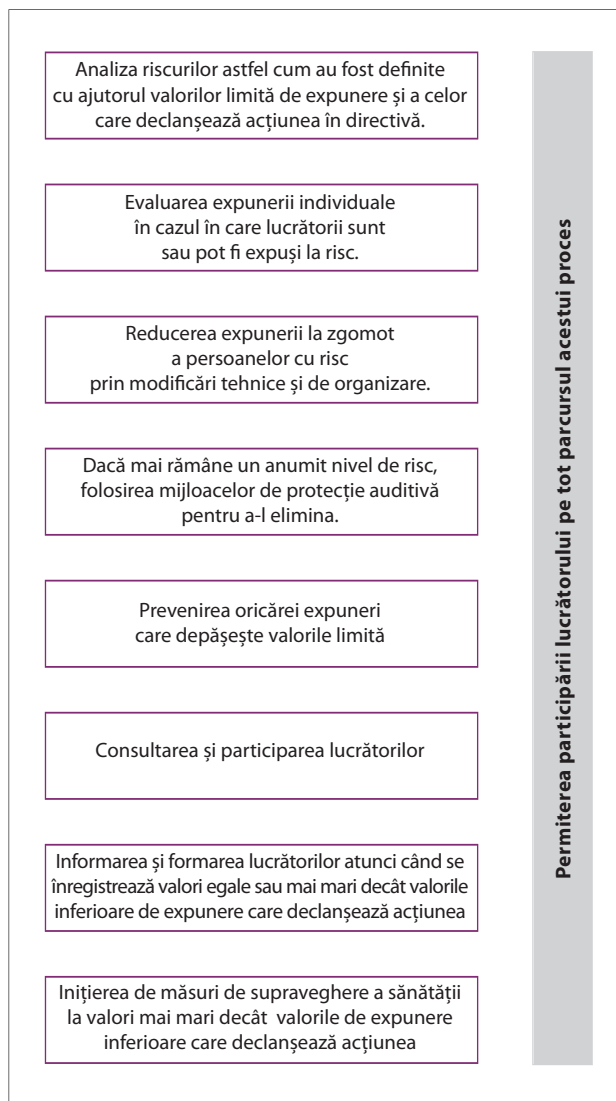 Analiza riscurilor astfel cum au fost definite
cu ajutorul valorilor limită de expunere și a celor
care declanșează acțiunea în directivă.
Evaluarea expunerii individuale
în cazul în care lucrătorii sunt
sau pot fi expuși la risc.
Reducerea expunerii la zgomot
a persoanelor cu risc
prin modificări tehnice și de organizare.
Dacă mai rămâne un anumit nivel de risc,
folosirea mijloacelor de protecție auditivă
pentru a-l elimina.
Prevenirea oricărei expuneri
care depășește valorile limită
Consultarea și participarea lucrătorilor
Informarea și formarea lucrătorilor atunci când se
înregistrează valori egale sau mai mari decât valorile
inferioare de expunere care declanșează acțiunea
Inițierea de măsuri de supraveghere a sănătății
la valori mai mari decât valorile de expunere
inferioare care declanșează acțiunea
Permiterea participării lucrătorului pe tot parcursul acestui proces